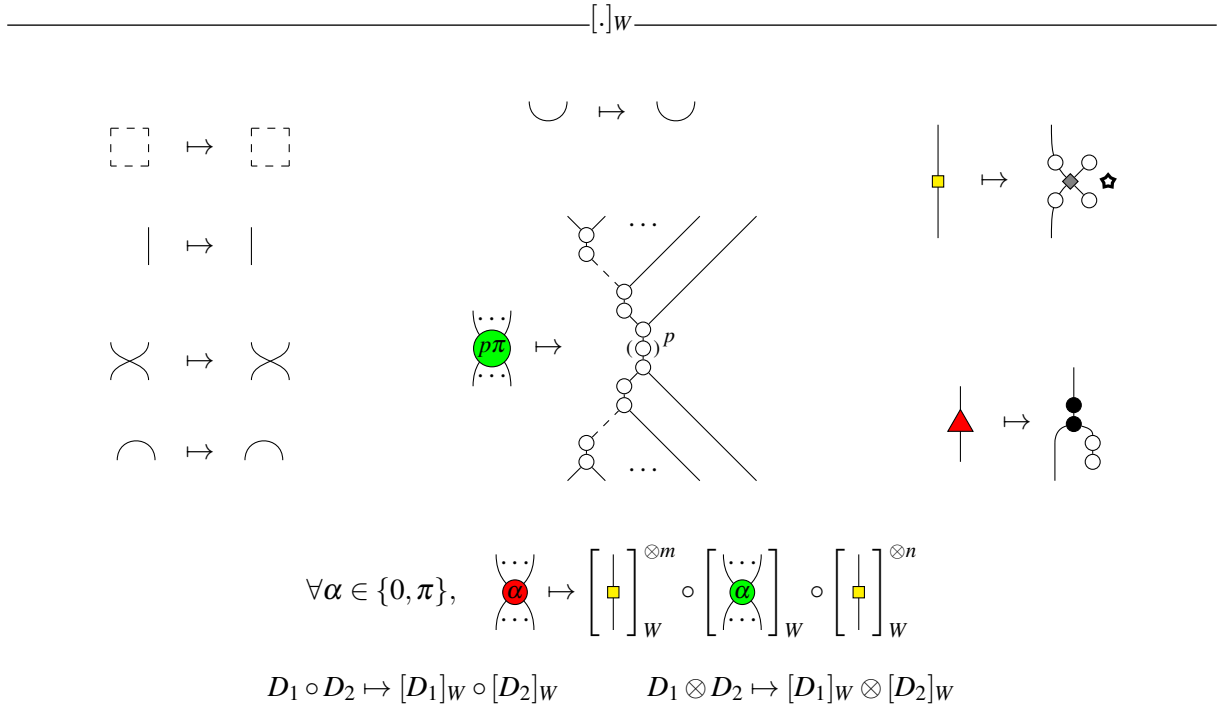 [·]W
↦
↦
↦
↦
↦
↦
···
pπ
···
↦
···
( )p
···
↦
∀α ∈ {0, π}, ··· α ··· ↦ [ ]W⊗m ∘ [··· α ···]W ∘ [ ]W⊗n
D1 ∘ D2 ↦ [D1]W ∘ [D2]W
D1 ⊗ D2 ↦ [D1]W ⊗ [D2]W